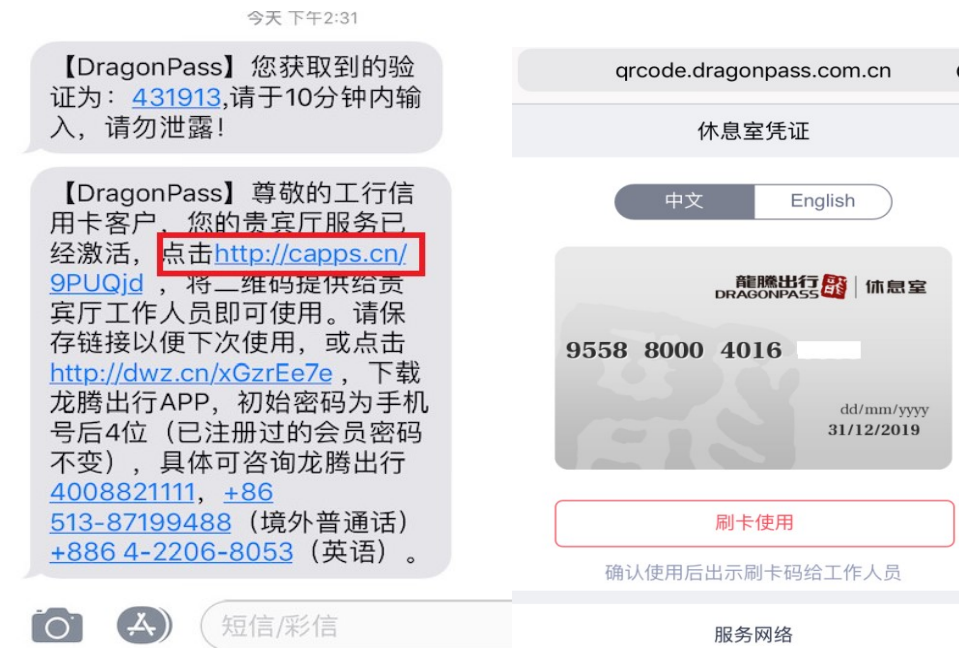 今天 下午2:31
【DragonPass】您获取到的验
证为：431913,请于10分钟内输
入，请勿泄露！
【DragonPass】尊敬的工行信
用卡客户，您的贵宾厅服务已
经激活，点击http://capps.cn/
9PUQjd ，将二维码提供给贵
宾厅工作人员即可使用。请保
存链接以便下次使用，或点击
http://dwz.cn/xGzrEe7e ，下载
龙腾出行APP，初始密码为手机
号后4位（已注册过的会员密码
不变），具体可咨询龙腾出行
4008821111，+86
513-87199488（境外普通话）
+886 4-2206-8053（英语）。
短信/彩信
qrcode.dragonpass.com.cn
休息室凭证
中文 English
龍騰出行 DRAGONPASS 休息室
9558 8000 4016
dd/mm/yyyy
31/12/2019
刷卡使用
确认使用后出示刷卡码给工作人员
服务网络